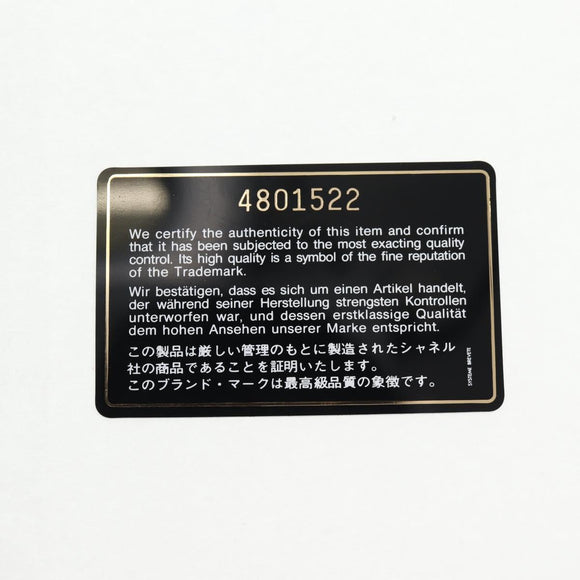 4801522
We certify the authenticity of this item and confirm
that it has been subjected to the most exacting quality
control. Its high quality is a symbol of the fine reputation
of the Trademark.
Wir bestätigen, dass es sich um einen Artikel handelt,
der während seiner Herstellung strengsten Kontrollen
unterworfen war, und dessen erstklassige Qualität
dem hohen Ansehen unserer Marke entspricht.
この製品は厳しい管理のもとに製造されたシャネル
社の商品であることを証明いたします。
このブランド・マークは最高級品質の象徴です。
SYSTEME BREVETE